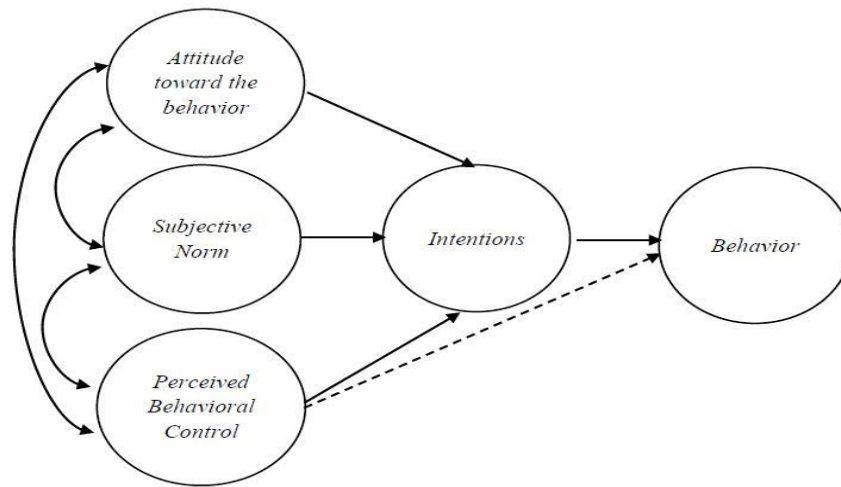 Attitude
toward the
behavior
Subjective
Norm
Intentions
Behavior
Perceived
Behavioral
Control